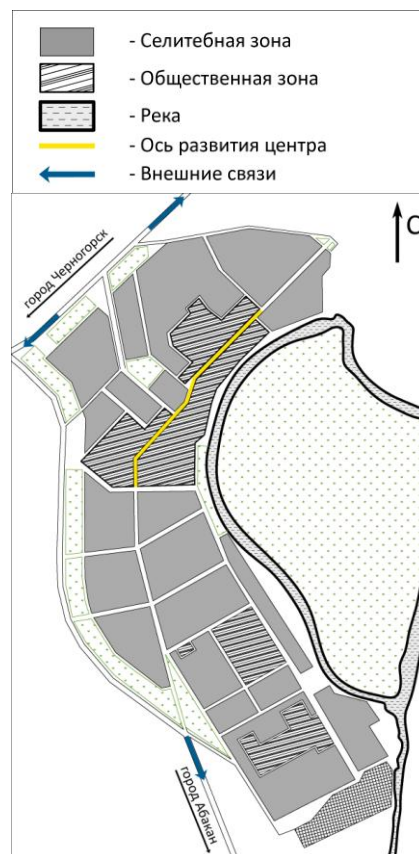 - Селитебная зона
- Общественная зона
- Река
- Ось развития центра
- Внешние связи
С
город Черногорск
город Абакан